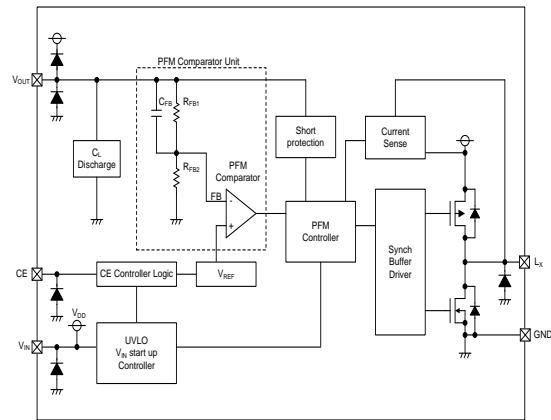 PFM Comparator Unit
VOUT
CFB
RFB1
RFB2
CL
Discharge
FB
PFM
Comparator
-
+
Short
protection
Current
Sense
PFM
Controller
Synch
Buffer
Driver
CE
CE Controller Logic
VREF
LX
VDD
VIN
UVLO
VIN start up
Controller
GND